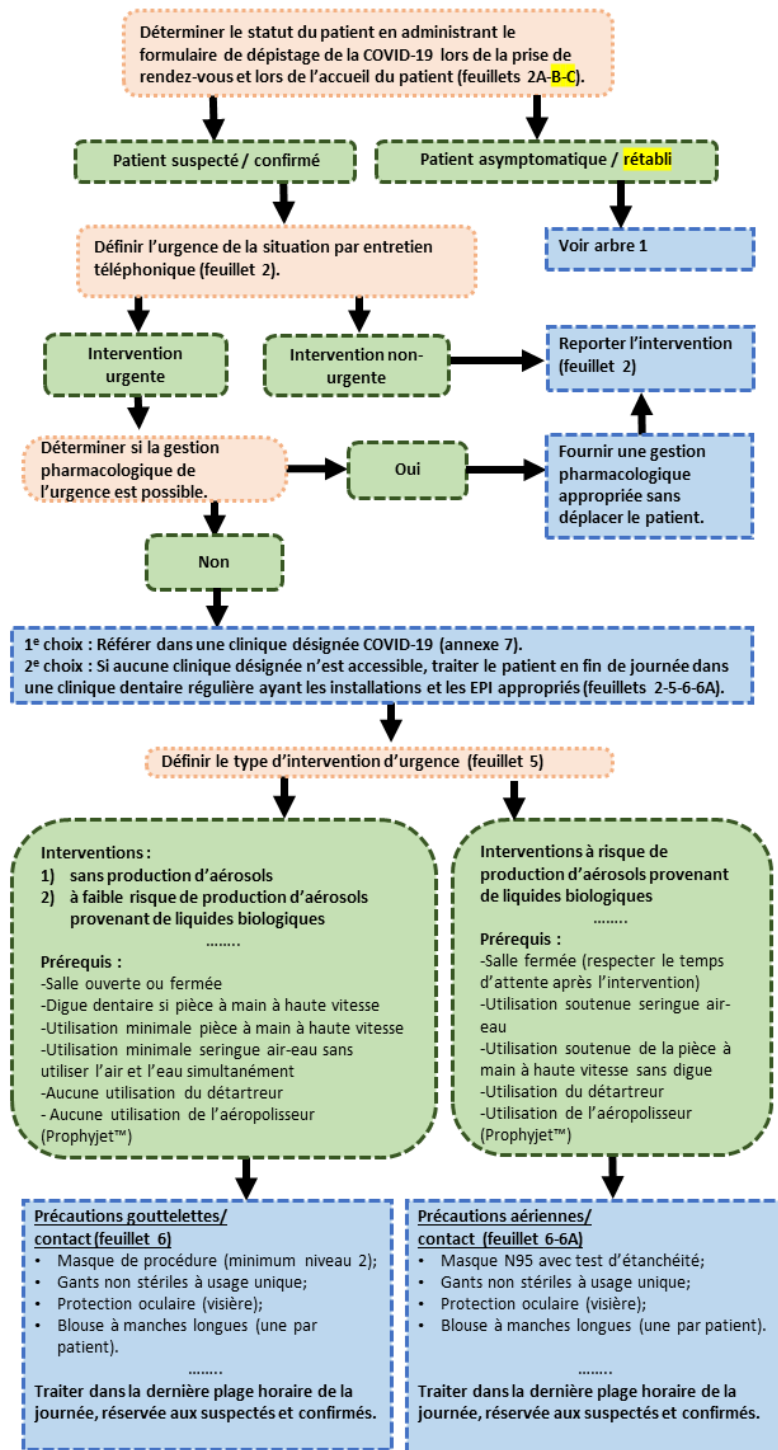 Déterminer le statut du patient en administrant le
formulaire de dépistage de la COVID-19 lors de la prise de
rendez-vous et lors de l'accueil du patient (feuillets 2A-B-C).
Patient suspecté / confirmé
Patient asymptomatique / rétabli
Définir l'urgence de la situation par entretien
téléphonique (feuillet 2).
Voir arbre 1
Intervention
urgente
Intervention non-
urgente
Reporter l'intervention
(feuillet 2)
Déterminer si la gestion
pharmacologique de
l'urgence est possible.
Oui
Fournir une gestion
pharmacologique
appropriée sans
déplacer le patient.
Non
1e choix : Référer dans une clinique désignée COVID-19 (annexe 7).
2e choix : Si aucune clinique désignée n'est accessible, traiter le patient en fin de journée dans
une clinique dentaire régulière ayant les installations et les EPI appropriés (feuillets 2-5-6-6A).
Définir le type d'intervention d'urgence (feuillet 5)
Interventions :
1) sans production d'aérosols
2) à faible risque de production d'aérosols
provenant de liquides biologiques
........
Prérequis :
-Salle ouverte ou fermée
-Digue dentaire si pièce à main à haute vitesse
-Utilisation minimale pièce à main à haute vitesse
-Utilisation minimale seringue air-eau sans
utiliser l'air et l'eau simultanément
-Aucune utilisation du détartreur
- Aucune utilisation de l'aéropolisseur
(Prophyjet™)
Interventions à risque de
production d'aérosols provenant
de liquides biologiques
........
Prérequis :
-Salle fermée (respecter le temps
d'attente après l'intervention)
-Utilisation soutenue seringue air-
eau
-Utilisation soutenue de la pièce à
main à haute vitesse sans digue
-Utilisation du détartreur
-Utilisation de l'aéropolisseur
(Prophyjet™)
Précautions gouttelettes/
contact (feuillet 6)
• Masque de procédure (minimum niveau 2);
• Gants non stériles à usage unique;
• Protection oculaire (visière);
• Blouse à manches longues (une par
patient).
........
Traiter dans la dernière plage horaire de la
journée, réservée aux suspectés et confirmés.
Précautions aériennes/
contact (feuillet 6-6A)
• Masque N95 avec test d'étanchéité;
• Gants non stériles à usage unique;
• Protection oculaire (visière);
• Blouse à manches longues (une par patient).
........
Traiter dans la dernière plage horaire de la
journée, réservée aux suspectés et confirmés.